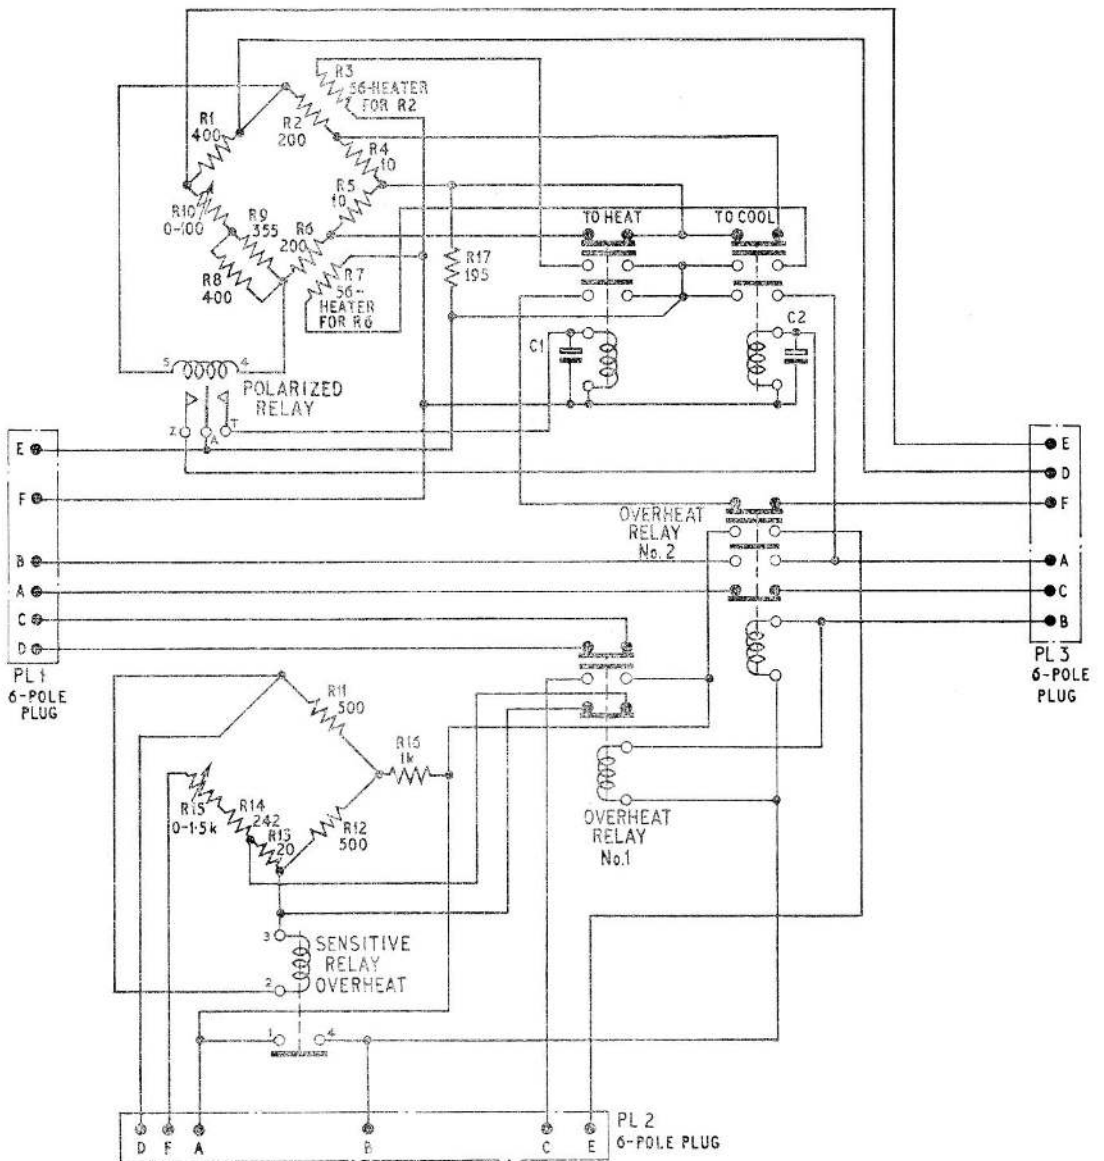 R3
56-HEATER
FOR R2
R1
400
R2
200
R4
10
R5
10
R10
0-100
R9
355
R6
200
R8
400
R7
56-
HEATER
FOR R6
R17
195
TO HEAT
TO COOL
C1
C2
5
4
POLARIZED
RELAY
Z
A
T
E
F
B
A
C
D
PL 1
6-POLE
PLUG
E
D
F
A
C
B
PL 3
6-POLE
PLUG
OVERHEAT
RELAY
No. 2
R11
500
R16
1k
R15
0-1.5k
R14
242
R13
20
R12
500
OVERHEAT
RELAY
No.1
3
2
SENSITIVE
RELAY
OVERHEAT
1
4
D
F
A
B
C
E
PL 2
6-POLE PLUG